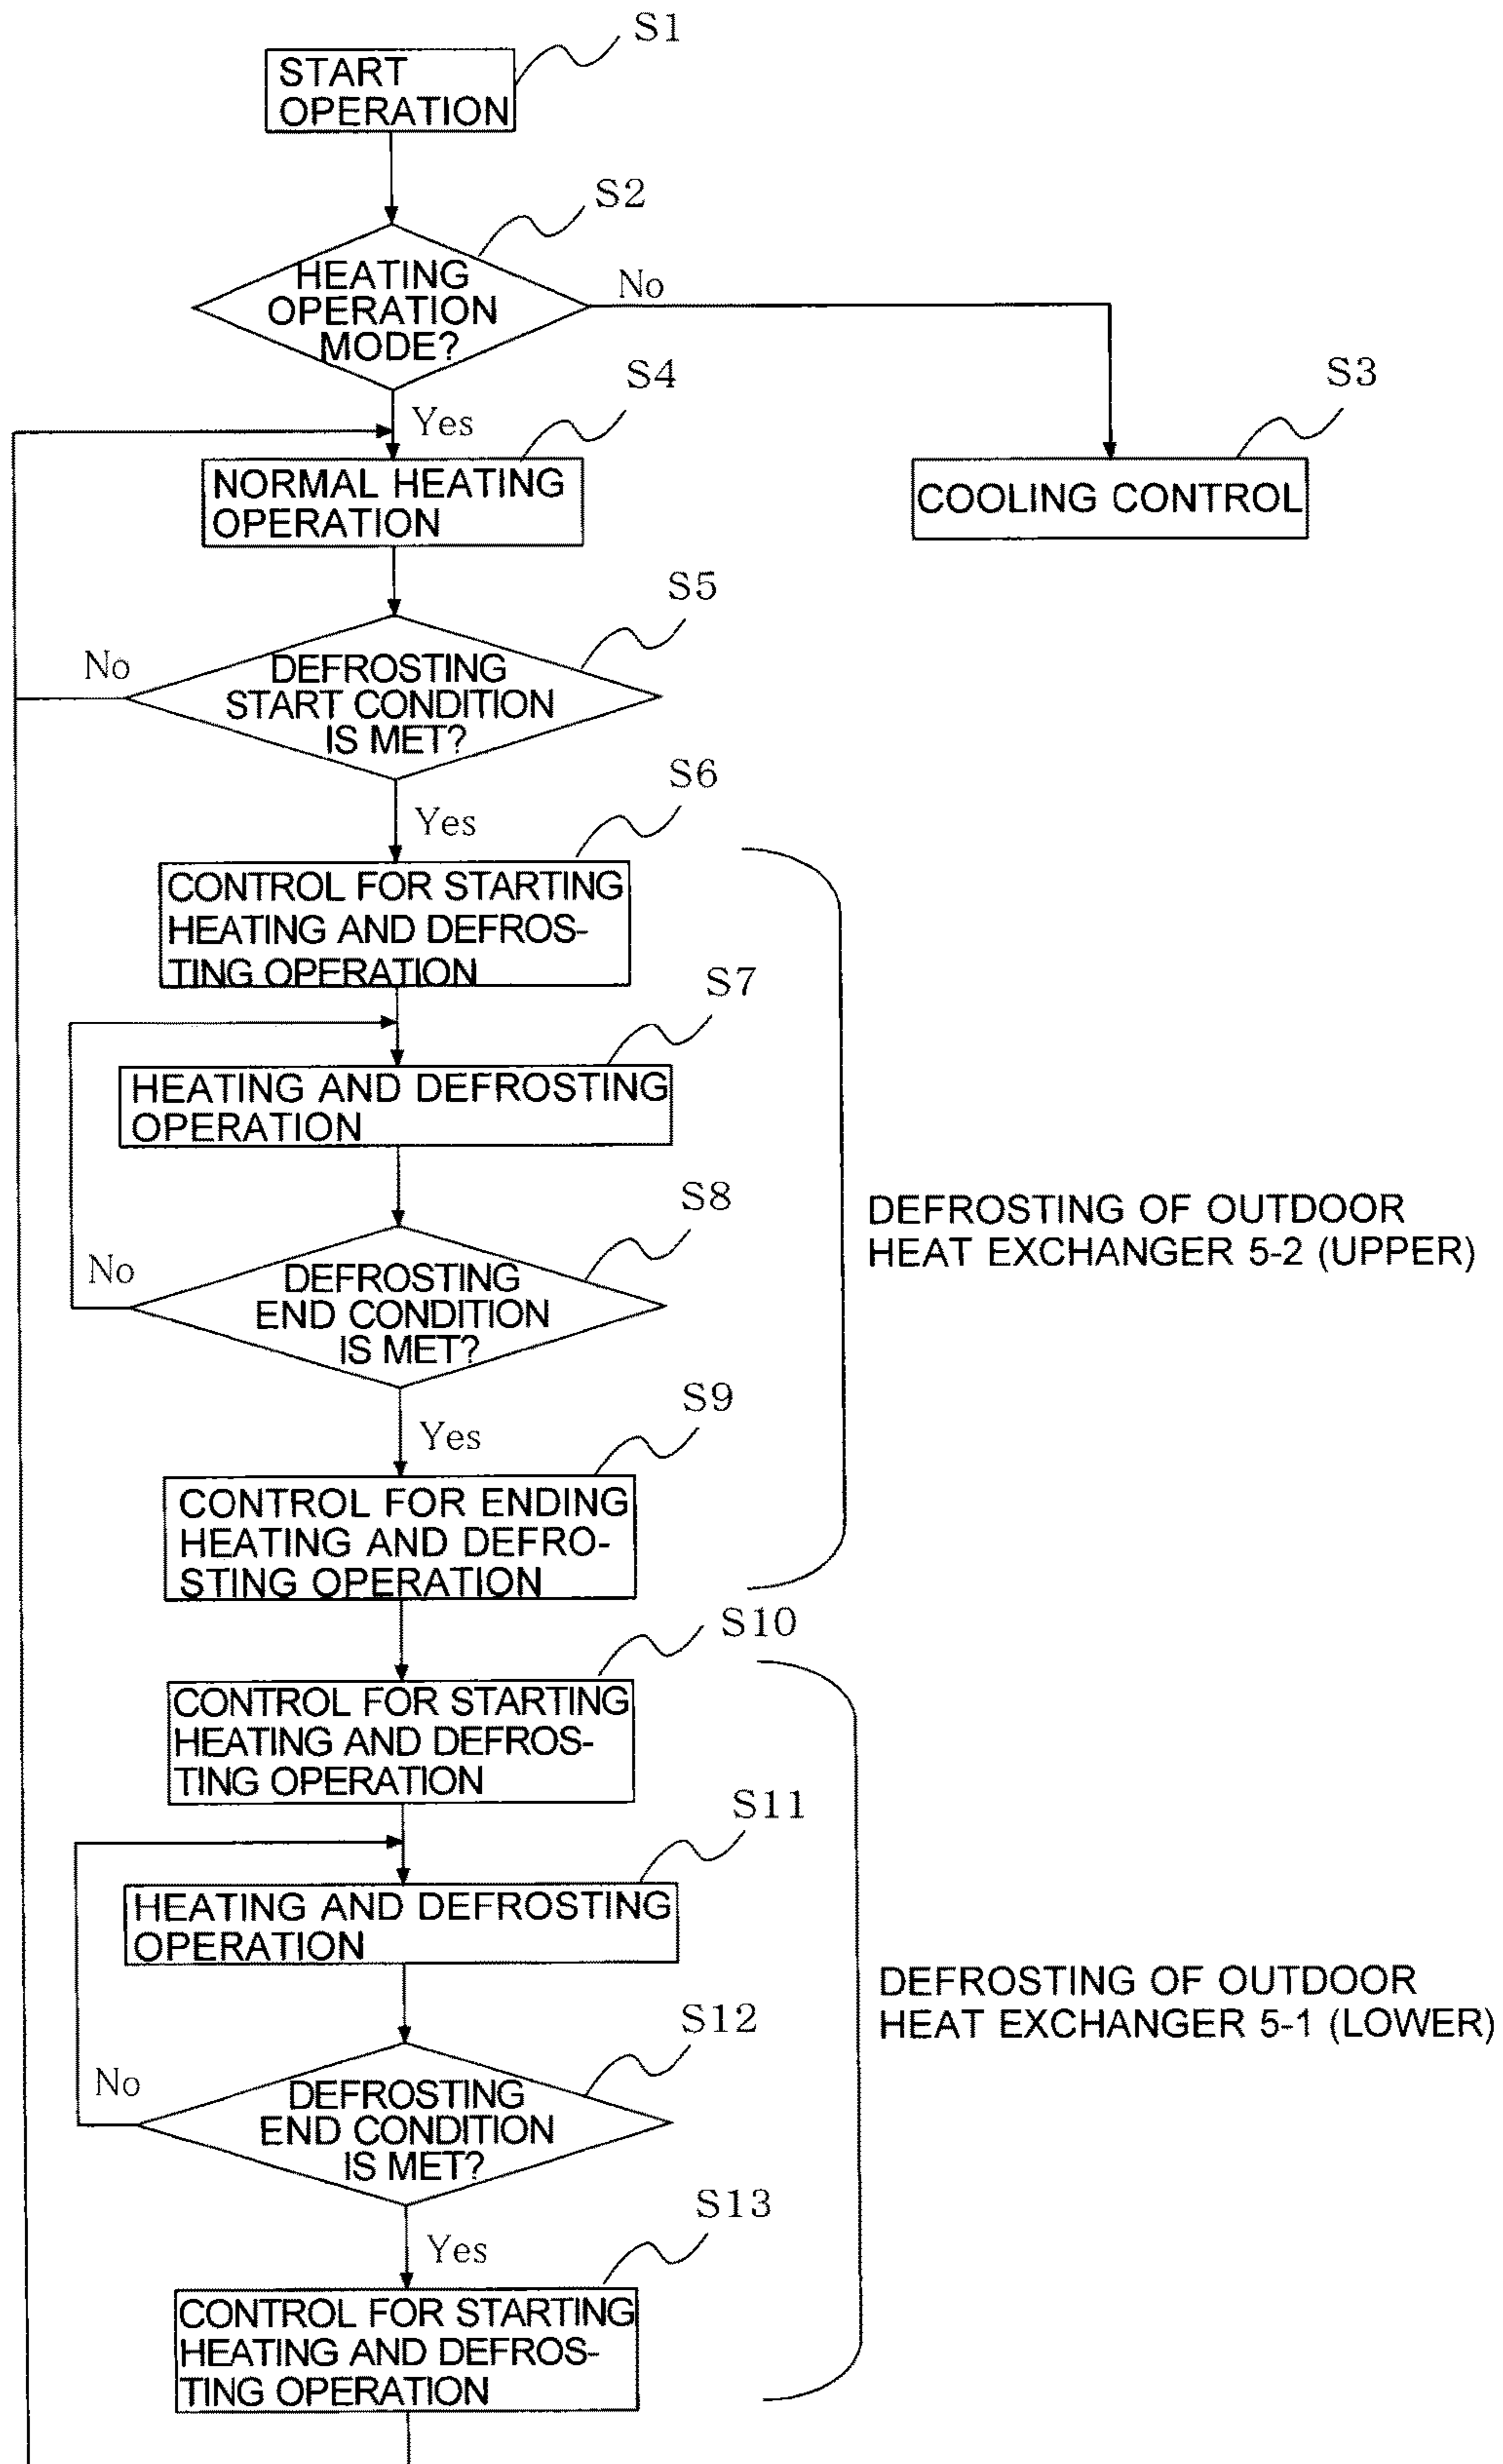 S1
START
OPERATION
S2
HEATING
OPERATION
MODE?
No
Yes
S4
NORMAL HEATING
OPERATION
S3
COOLING CONTROL
S5
No
DEFROSTING
START CONDITION
IS MET?
Yes
S6
CONTROL FOR STARTING
HEATING AND DEFROS-
TING OPERATION
S7
HEATING AND DEFROSTING
OPERATION
S8
No
DEFROSTING
END CONDITION
IS MET?
Yes
S9
CONTROL FOR ENDING
HEATING AND DEFRO-
STING OPERATION
DEFROSTING OF OUTDOOR
HEAT EXCHANGER 5-2 (UPPER)
S10
CONTROL FOR STARTING
HEATING AND DEFROS-
TING OPERATION
S11
HEATING AND DEFROSTING
OPERATION
S12
No
DEFROSTING
END CONDITION
IS MET?
Yes
S13
CONTROL FOR STARTING
HEATING AND DEFROS-
TING OPERATION
DEFROSTING OF OUTDOOR
HEAT EXCHANGER 5-1 (LOWER)